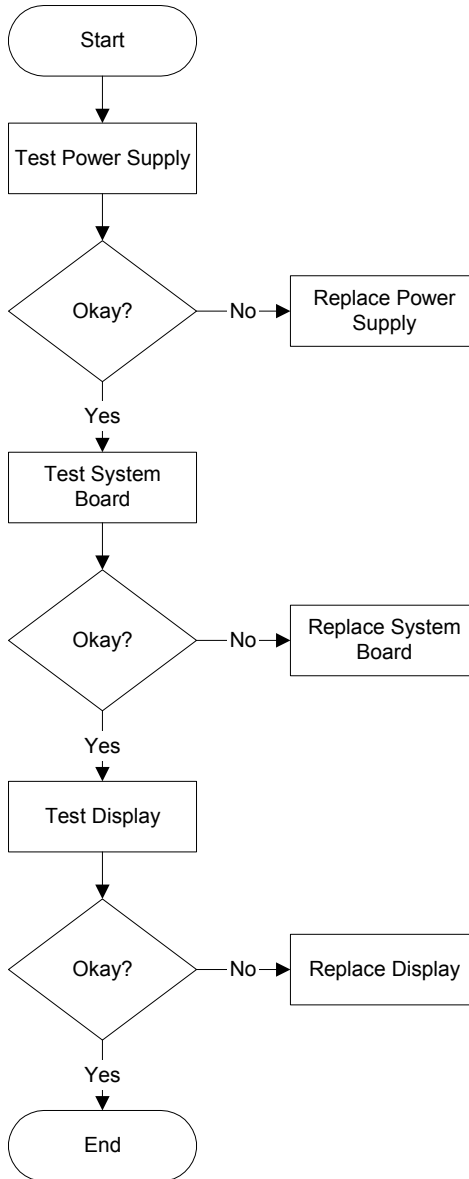 Start
Test Power Supply
Okay?
No
Replace Power
Supply
Yes
Test System
Board
Okay?
No
Replace System
Board
Yes
Test Display
Okay?
No
Replace Display
Yes
End